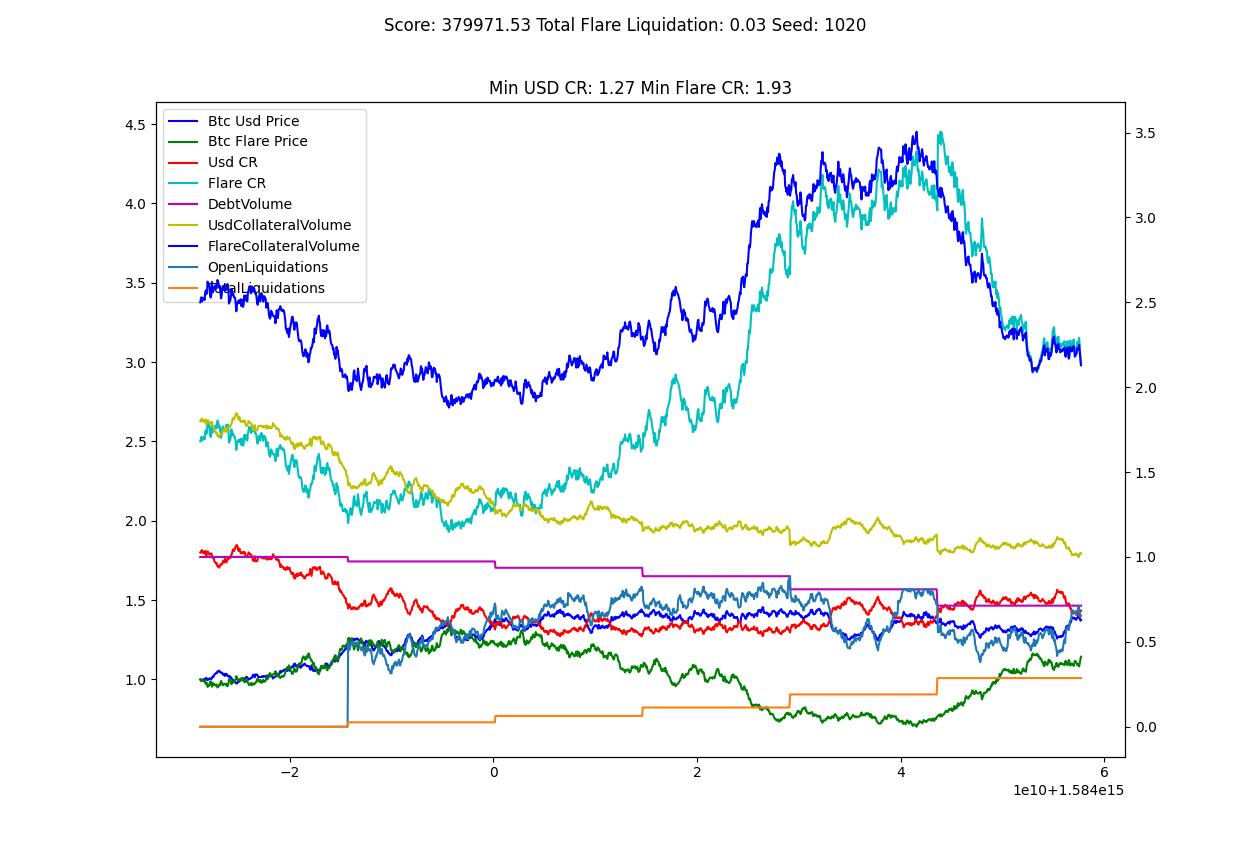 Score: 379971.53 Total Flare Liquidation: 0.03 Seed: 1020
Min USD CR: 1.27 Min Flare CR: 1.93
Btc Usd Price
Btc Flare Price
Usd CR
Flare CR
DebtVolume
UsdCollateralVolume
FlareCollateralVolume
OpenLiquidations
TotalLiquidations
4.5
4.0
3.5
3.0
2.5
2.0
1.5
1.0
3.5
3.0
2.5
2.0
1.5
1.0
0.5
0.0
−2
0
2
4
6
1e10+1.584e15